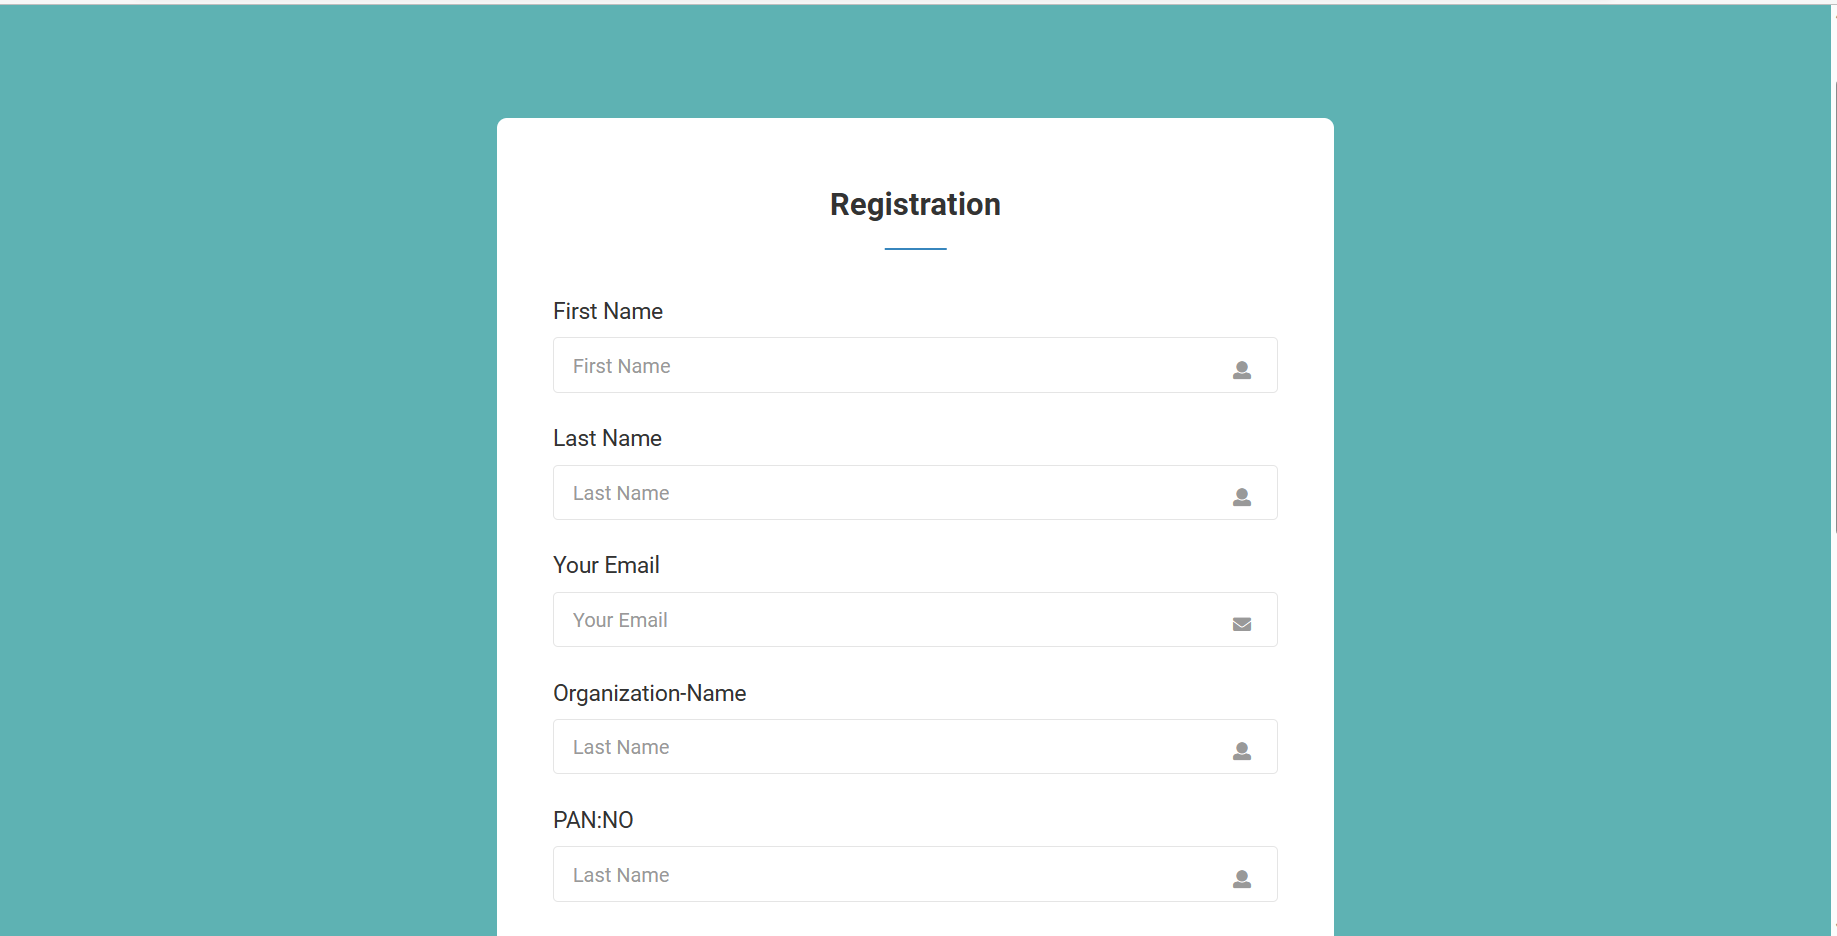 Registration
First Name
First Name
Last Name
Last Name
Your Email
Your Email
Organization-Name
Last Name
PAN:NO
Last Name